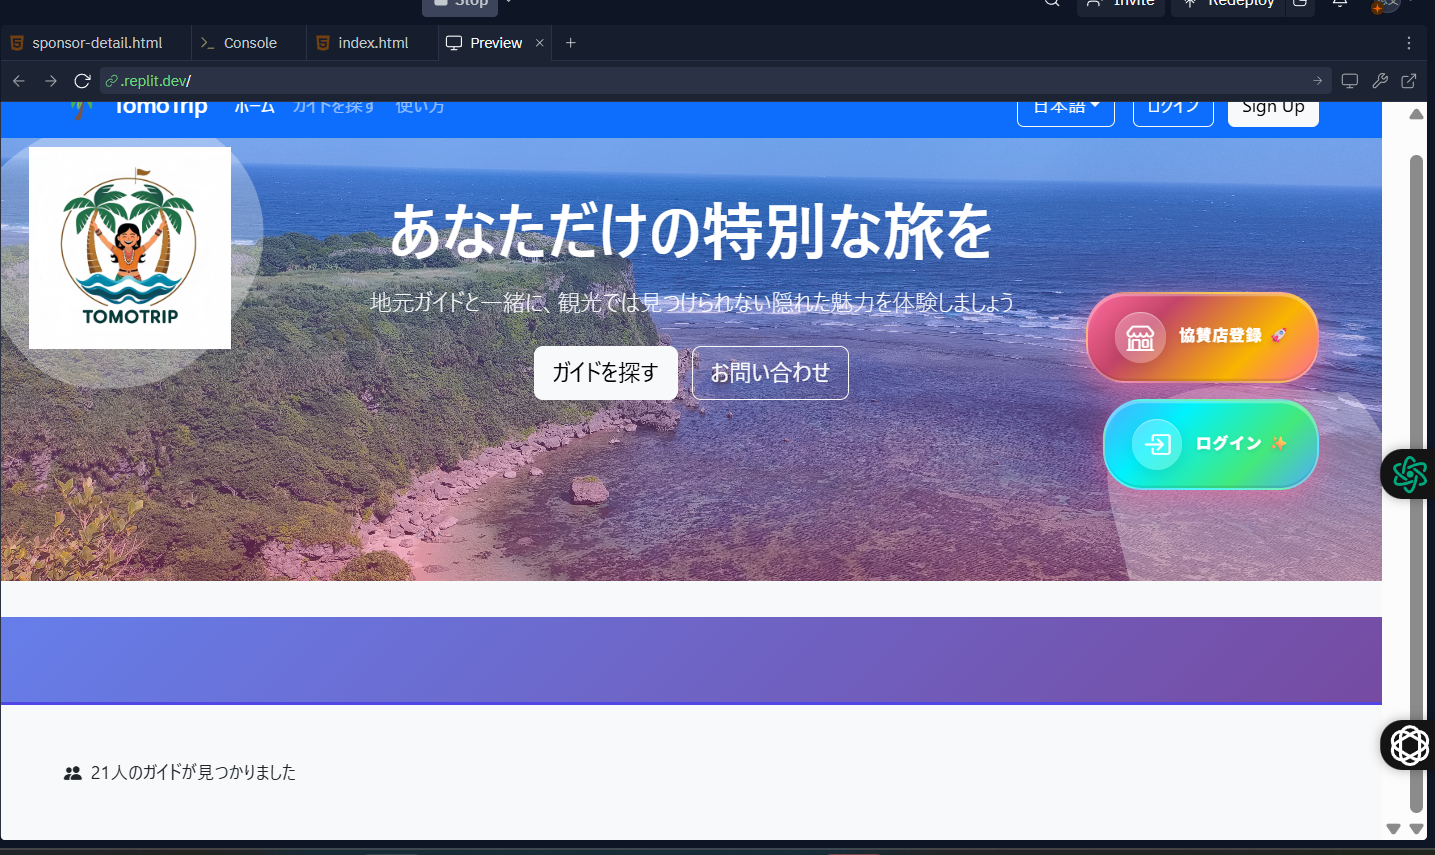 Stop
Invite
Redeploy
sponsor-detail.html
Console
index.html
Preview
.replit.dev/
TomoTrip
ホーム
ガイドを探す
使い方
日本語
ログイン
Sign Up
TOMOTRIP
あなただけの特別な旅を
地元ガイドと一緒に、観光では見つけられない隠れた魅力を体験しましょう
ガイドを探す
お問い合わせ
協賛店登録 🚀
ログイン ✨
21人のガイドが見つかりました